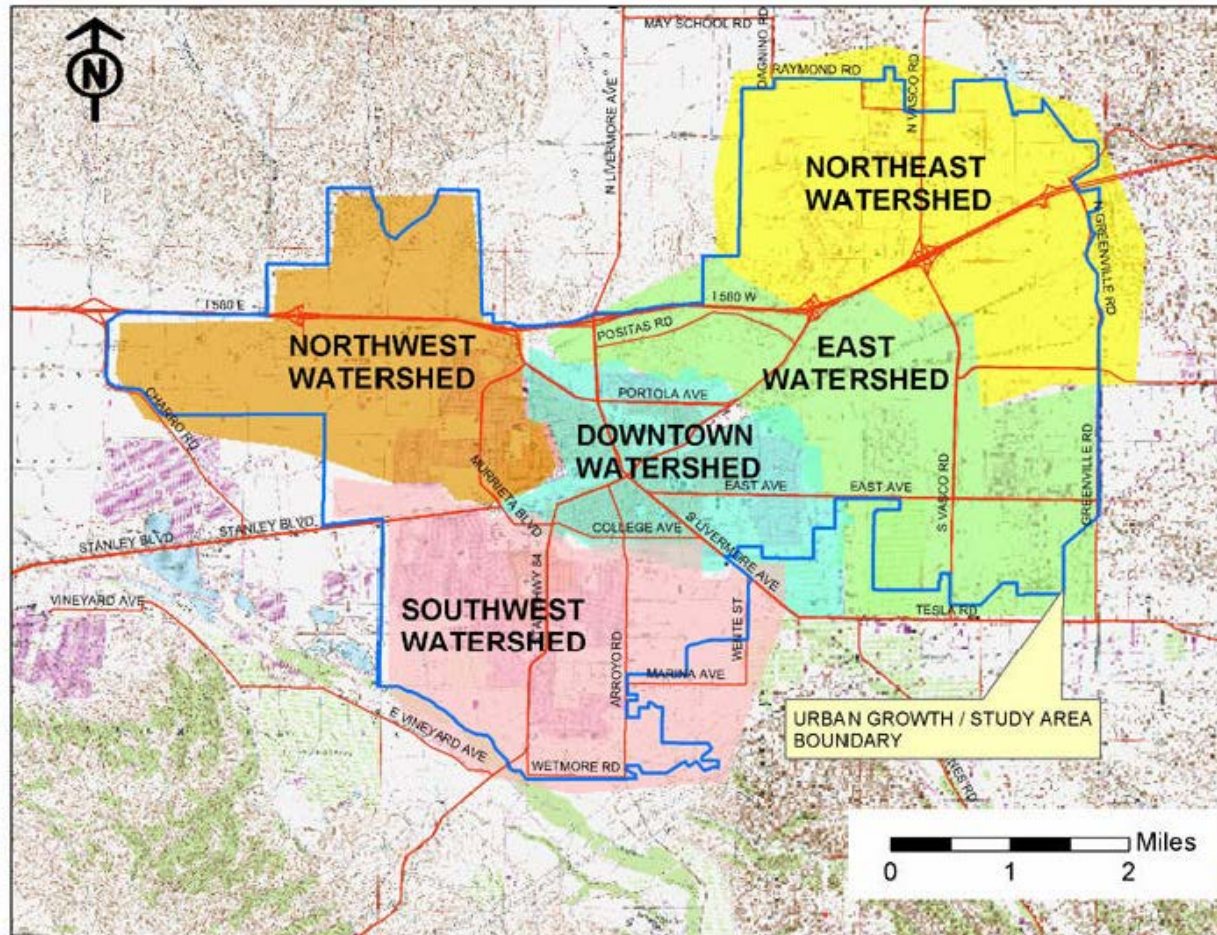 N
MAY SCHOOL RD
DAGNINO RD
RAYMOND RD
N VASCO RD
N LIVERMORE AVE
NORTHEAST
WATERSHED
N GREENVILLE RD
I 580 E
I 580 W
POSITAS RD
NORTHWEST
WATERSHED
EAST
WATERSHED
PORTOLA AVE
CHARRO RD
DOWNTOWN
WATERSHED
MURRIETA BLVD
EAST AVE
EAST AVE
S VASCO RD
GREENVILLE RD
STANLEY BLVD
STANLEY BLVD
COLLEGE AVE
S LIVERMORE AVE
HWY 84
VINEYARD AVE
SOUTHWEST
WATERSHED
ARROYO RD
WENTE ST
TESLA RD
MARINA AVE
E VINEYARD AVE
WETMORE RD
URBAN GROWTH / STUDY AREA
BOUNDARY
Miles
0 1 2